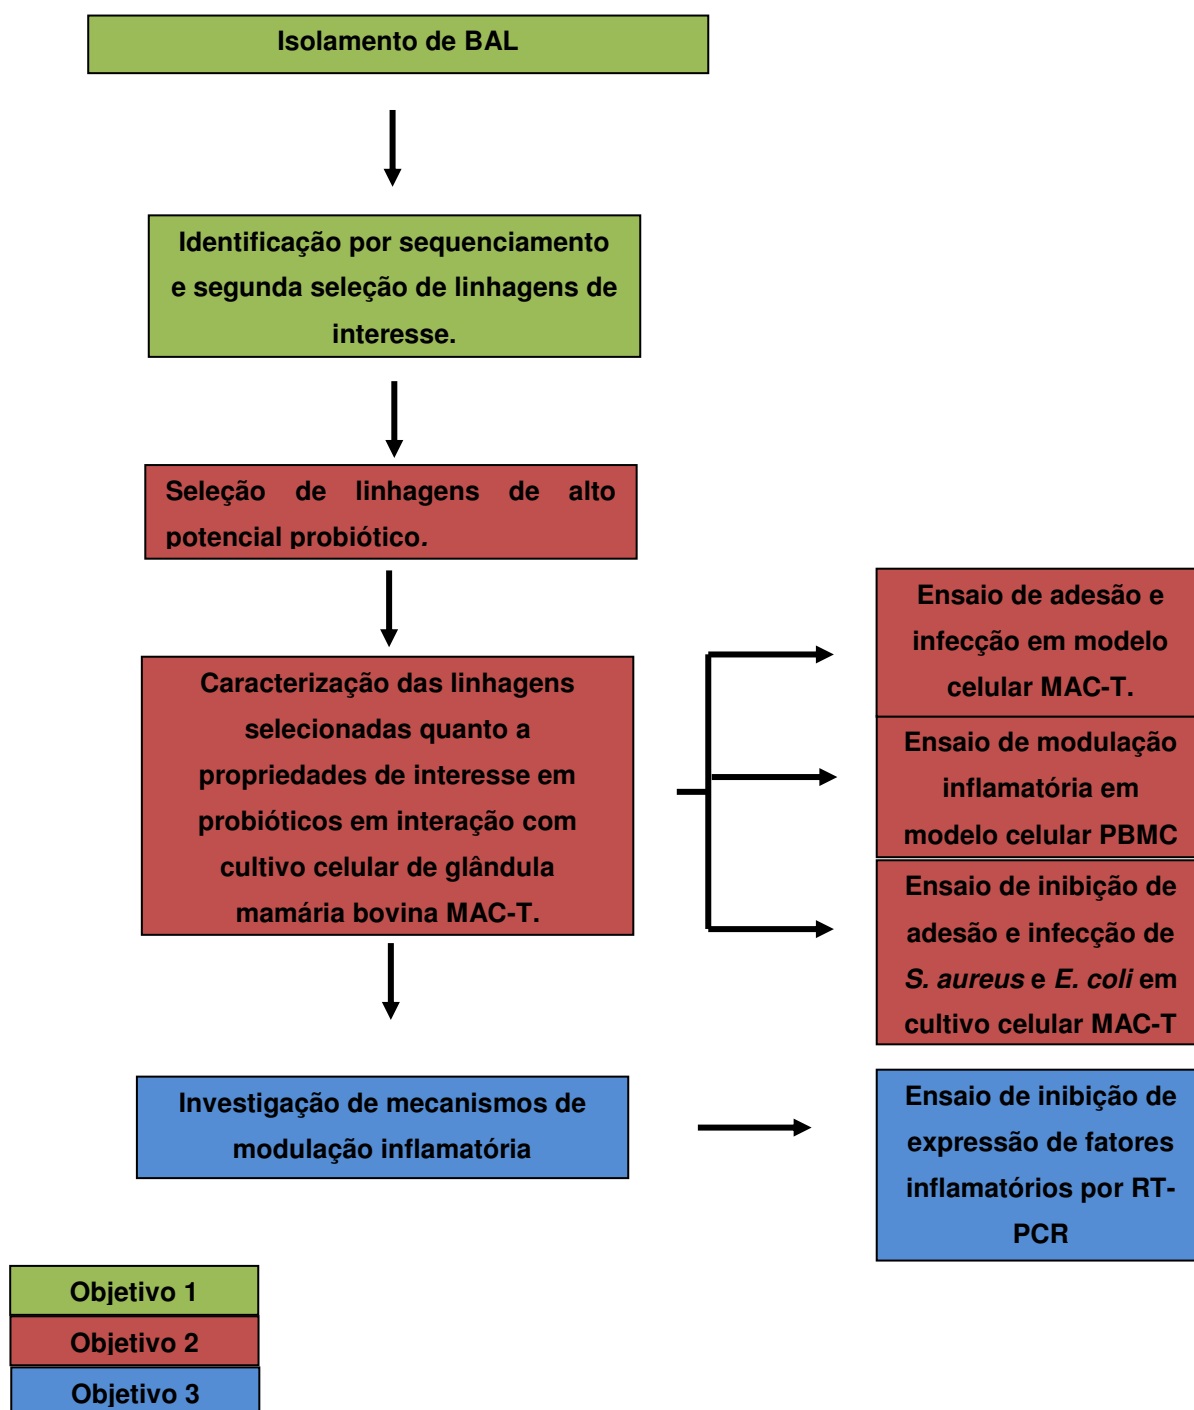 Isolamento de BAL
Identificação por sequenciamento
e segunda seleção de linhagens de
interesse.
Seleção de linhagens de alto
potencial probiótico.
Caracterização das linhagens
selecionadas quanto a
propriedades de interesse em
probióticos em interação com
cultivo celular de glândula
mamária bovina MAC-T.
Ensaio de adesão e
infecção em modelo
celular MAC-T.
Ensaio de modulação
inflamatória em
modelo celular PBMC
Ensaio de inibição de
adesão e infecção de
S. aureus e E. coli em
cultivo celular MAC-T
Investigação de mecanismos de
modulação inflamatória
Ensaio de inibição de
expressão de fatores
inflamatórios por RT-
PCR
Objetivo 1
Objetivo 2
Objetivo 3